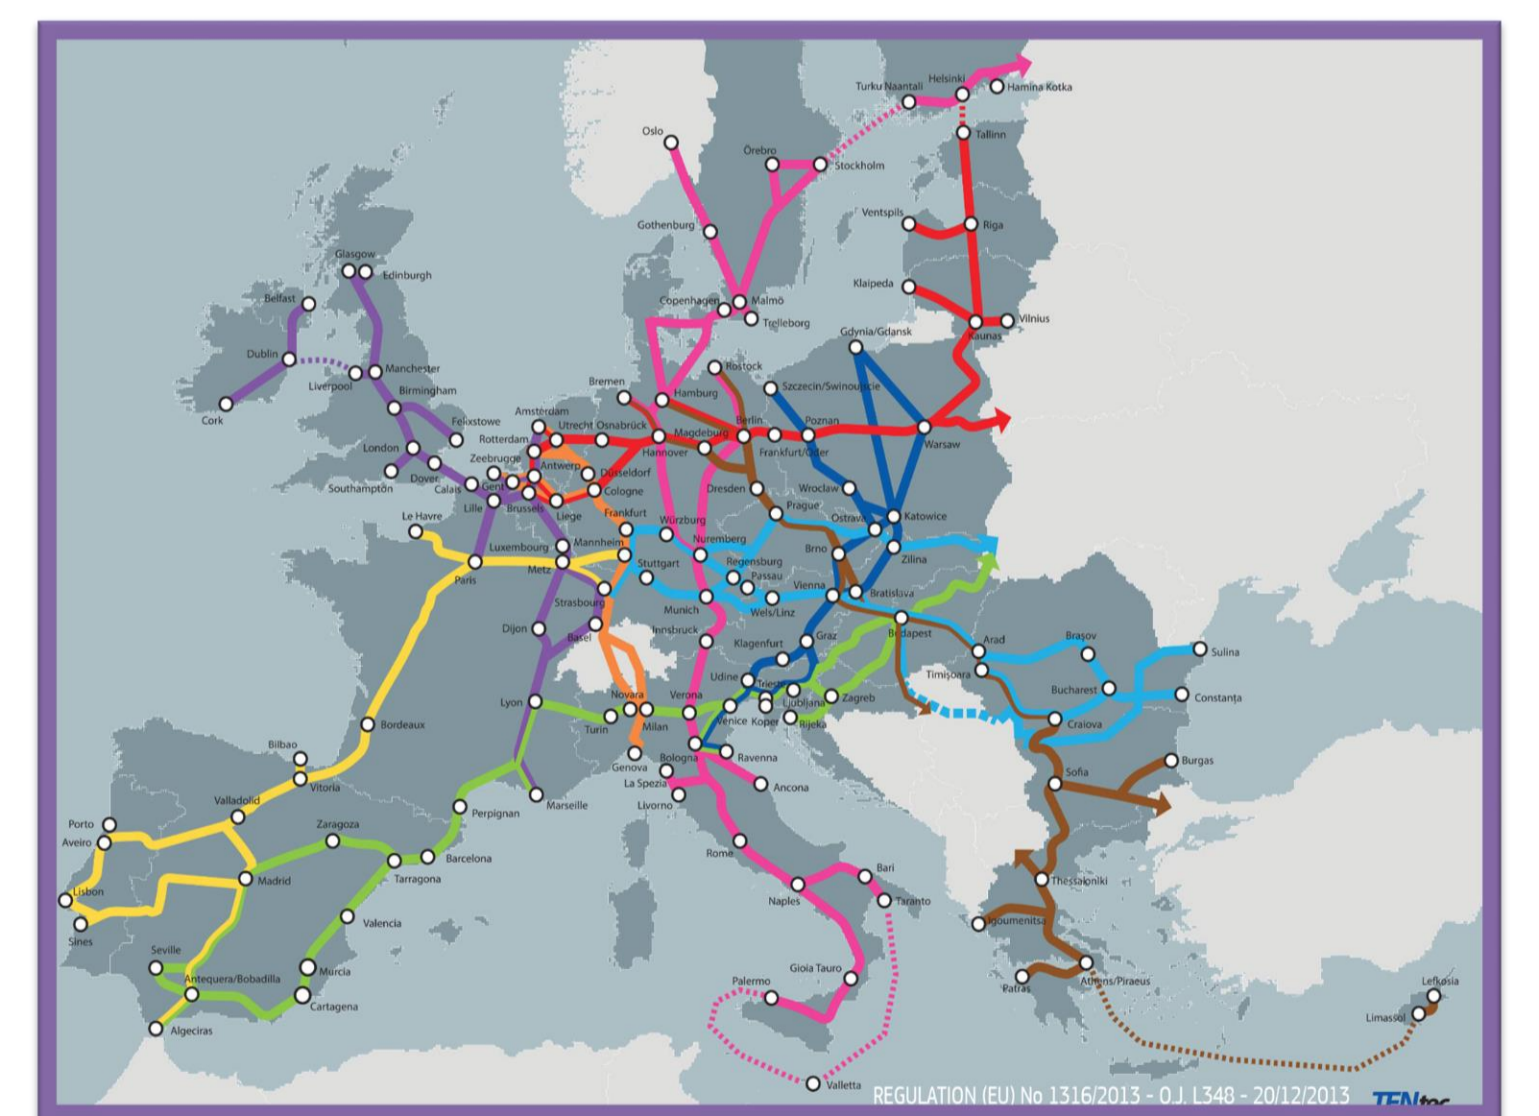 Helsinki
Turku Naantali
Hamina Kotka
Oslo
Tallinn
Örebro
Stockholm
Ventspils
Gothenburg
Riga
Glasgow
Edinburgh
Klaipeda
Belfast
Copenhagen
Malmö
Trelleborg
Vilnius
Gdynia/Gdansk
Kaunas
Dublin
Liverpool
Manchester
Rostock
Bremen
Szczecin/Swinoujscie
Birmingham
Hamburg
Cork
Amsterdam
Felixstowe
Utrecht
Osnabrück
Berlin
Poznan
Rotterdam
Magdeburg
Warsaw
London
Hannover
Frankfurt/Oder
Zeebrugge
Antwerp
Düsseldorf
Dover
Southampton
Calais
Gent
Cologne
Dresden
Wroclaw
Lille
Brussels
Liege
Prague
Le Havre
Frankfurt
Würzburg
Ostrava
Katowice
Luxembourg
Mannheim
Nuremberg
Brno
Zilina
Stuttgart
Regensburg
Metz
Paris
Passau
Vienna
Strasbourg
Munich
Wels/Linz
Bratislava
Dijon
Basel
Innsbruck
Klagenfurt
Graz
Budapest
Arad
Braşov
Sulina
Timişoara
Udine
Trieste
Lyon
Novara
Verona
Ljubljana
Zagreb
Bucharest
Constanţa
Turin
Milan
Venice
Koper
Rijeka
Craiova
Bordeaux
Bilbao
Genova
Bologna
Ravenna
Burgas
Vitoria
La Spezia
Ancona
Sofia
Valladolid
Livorno
Marseille
Perpignan
Porto
Zaragoza
Aveiro
Rome
Barcelona
Bari
Madrid
Tarragona
Thessaloniki
Lisbon
Naples
Taranto
Valencia
Igoumenitsa
Sines
Seville
Gioia Tauro
Antequera/Bobadilla
Murcia
Palermo
Patras
Athens/Piraeus
Lefkosia
Cartagena
Limassol
Algeciras
Valletta
REGULATION (EU) No 1316/2013 - O.J. L348 - 20/12/2013
TENtec